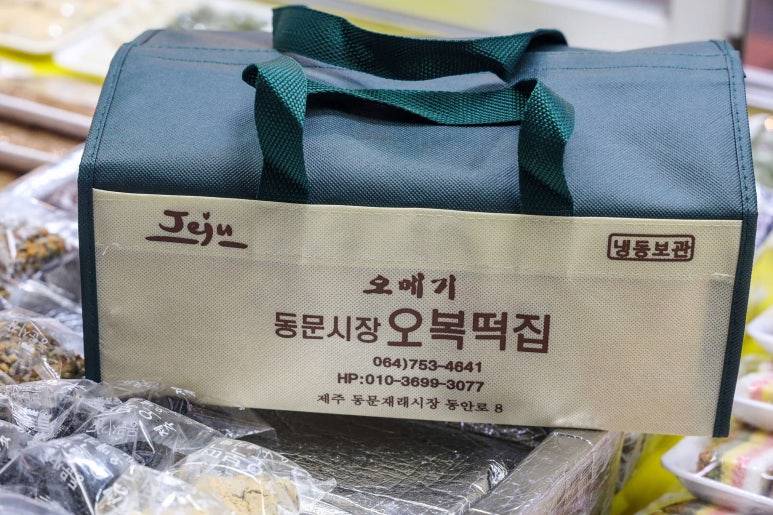 Jeju
냉동보관
오메기
동문시장 오복떡집
064)753-4641
HP:010-3699-3077
제주 동문재래시장 동안로 8